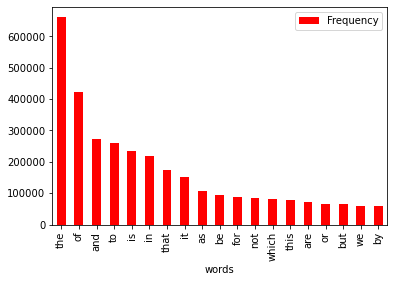 Frequency
600000
500000
400000
300000
200000
100000
0
the
of
and
to
is
in
that
it
as
be
for
not
which
this
are
or
but
we
by
words